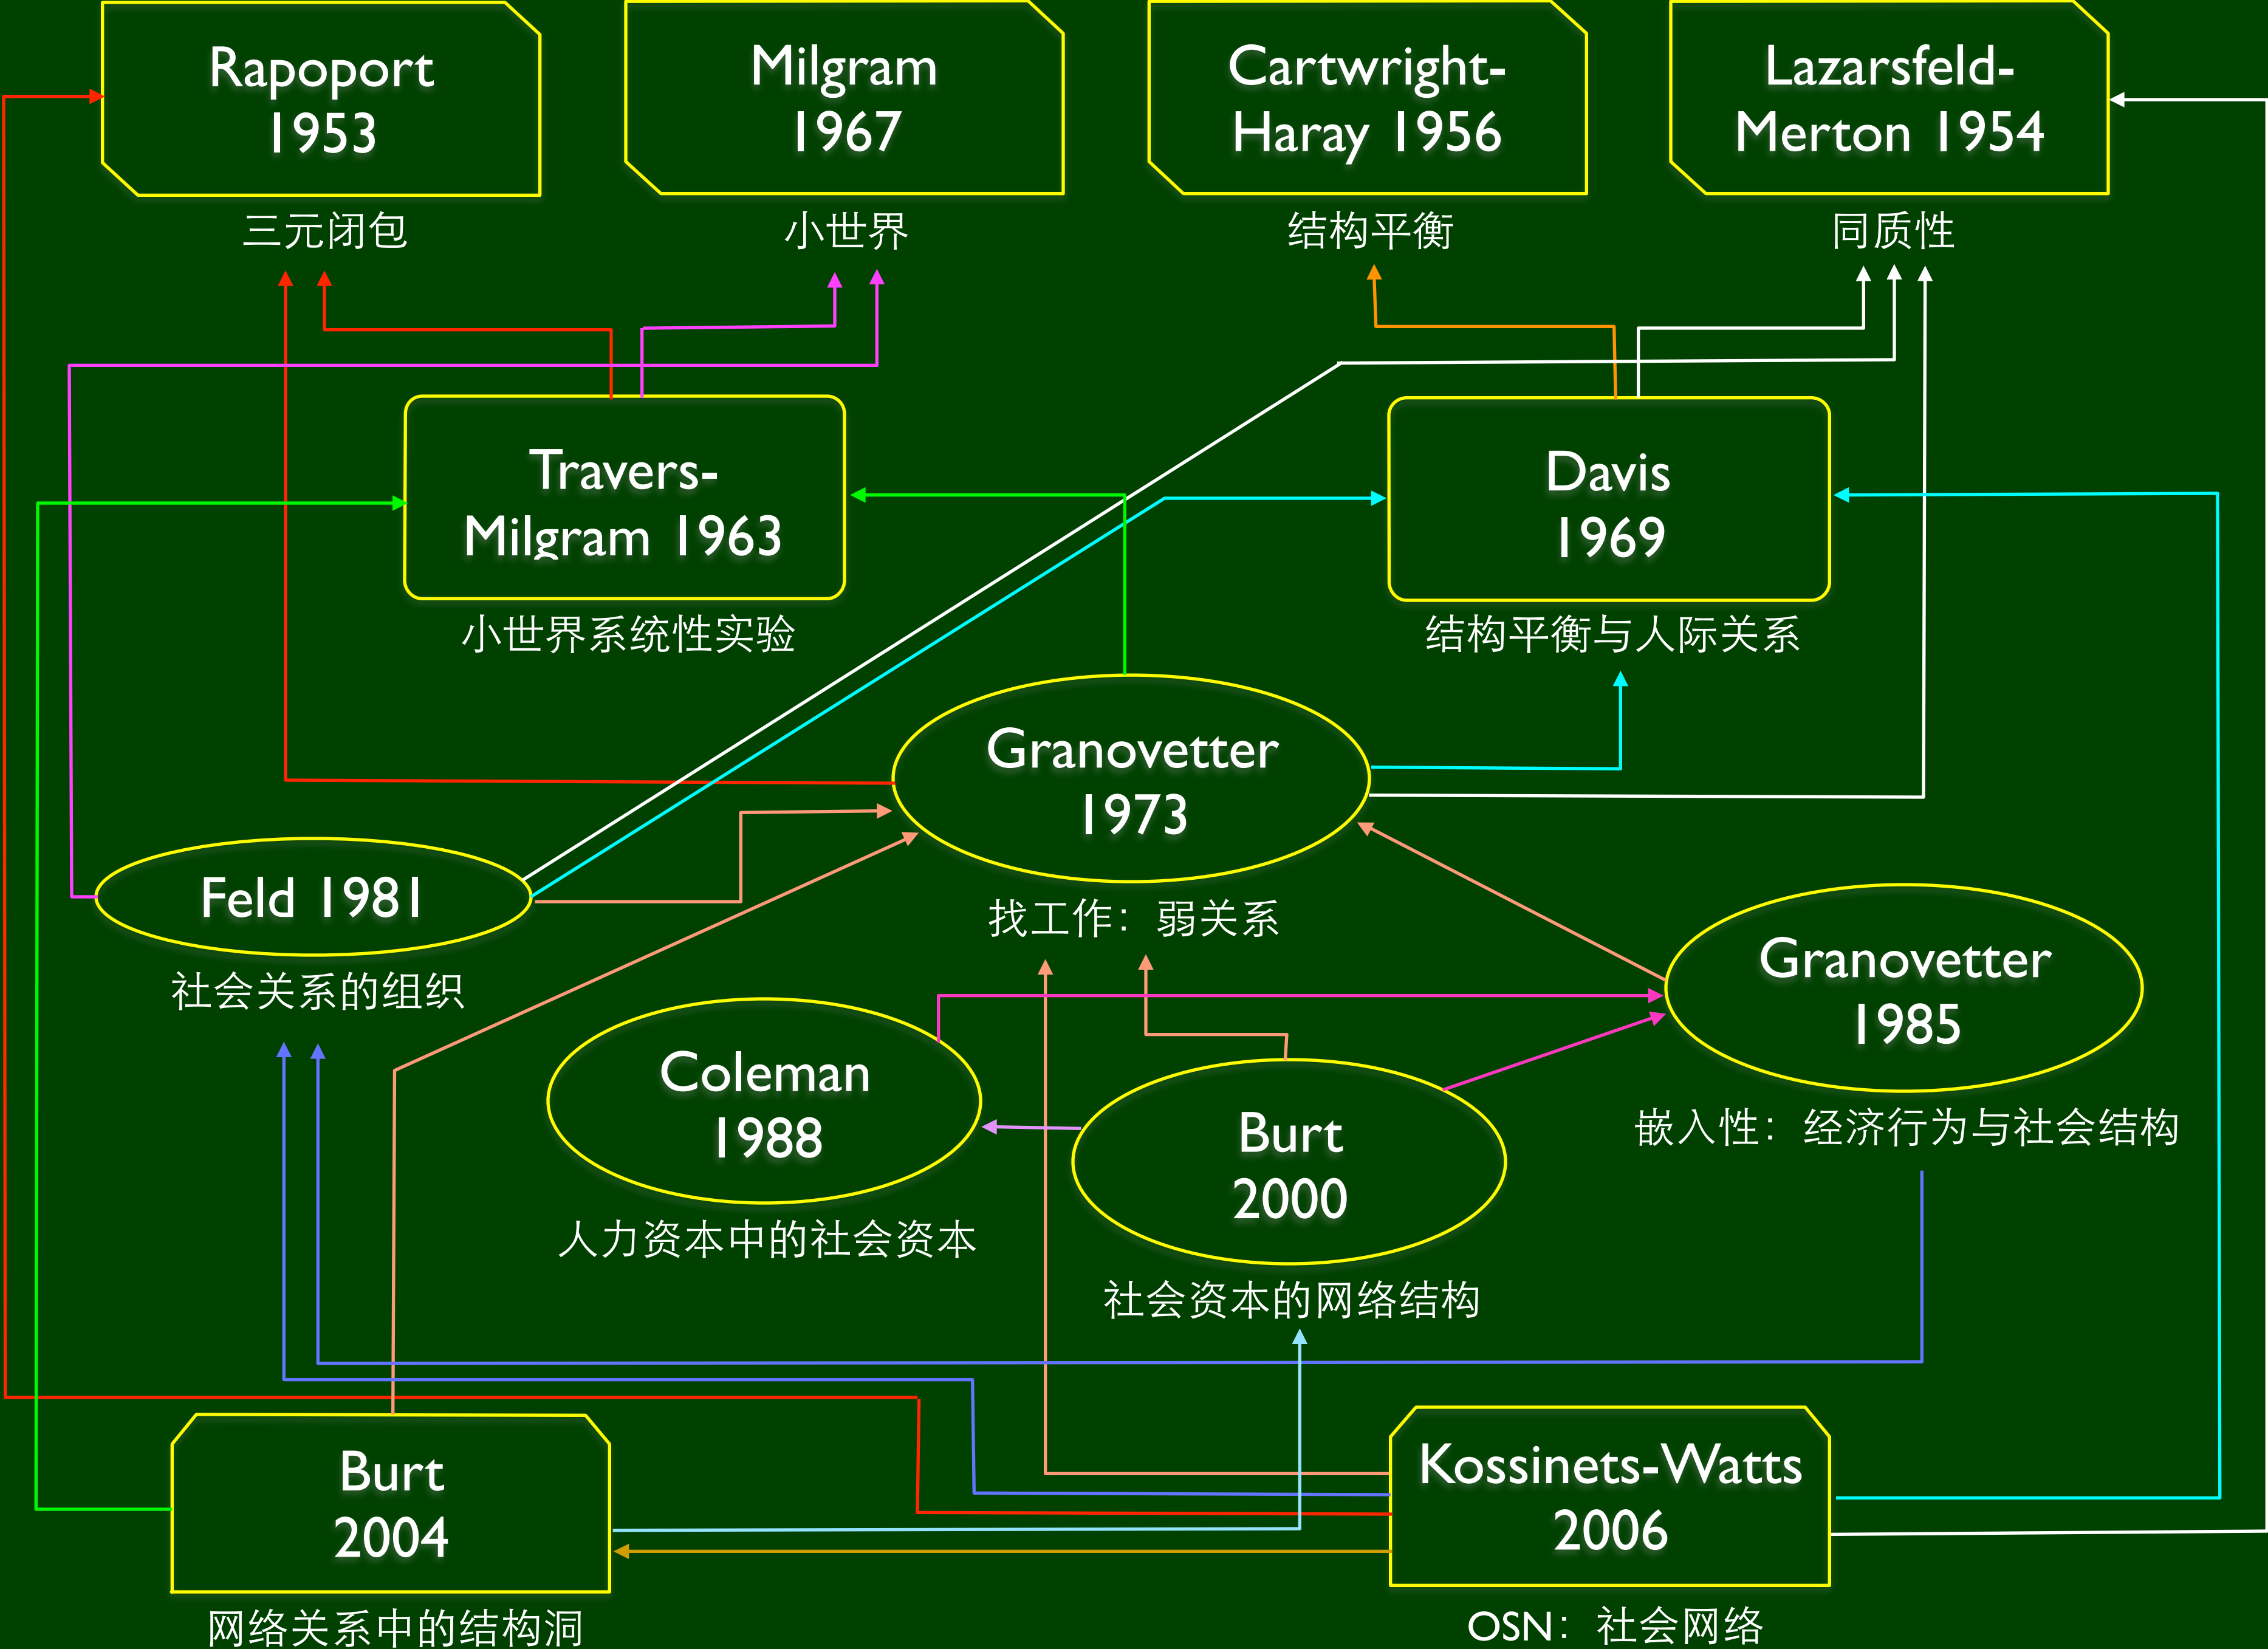 Rapoport
1953
三元闭包
Milgram
1967
小世界
Cartwright-
Haray 1956
结构平衡
Lazarsfeld-
Merton 1954
同质性
Travers-
Milgram 1963
小世界系统性实验
Davis
1969
结构平衡与人际关系
Granovetter
1973
找工作：弱关系
Feld 1981
社会关系的组织
Granovetter
1985
嵌入性：经济行为与社会结构
Coleman
1988
人力资本中的社会资本
Burt
2000
社会资本的网络结构
Burt
2004
网络关系中的结构洞
Kossinets-Watts
2006
OSN：社会网络